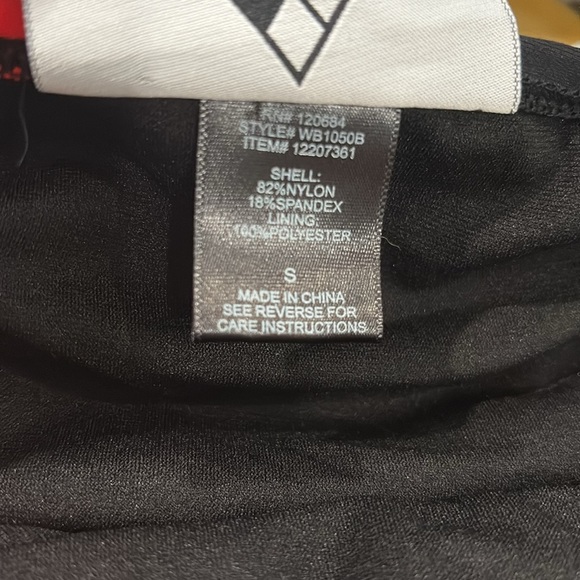 RN# 120684
STYLE# WB1050B
ITEM# 12207361
SHELL:
82%NYLON
18%SPANDEX
LINING:
100%POLYESTER
S
MADE IN CHINA
SEE REVERSE FOR
CARE INSTRUCTIONS